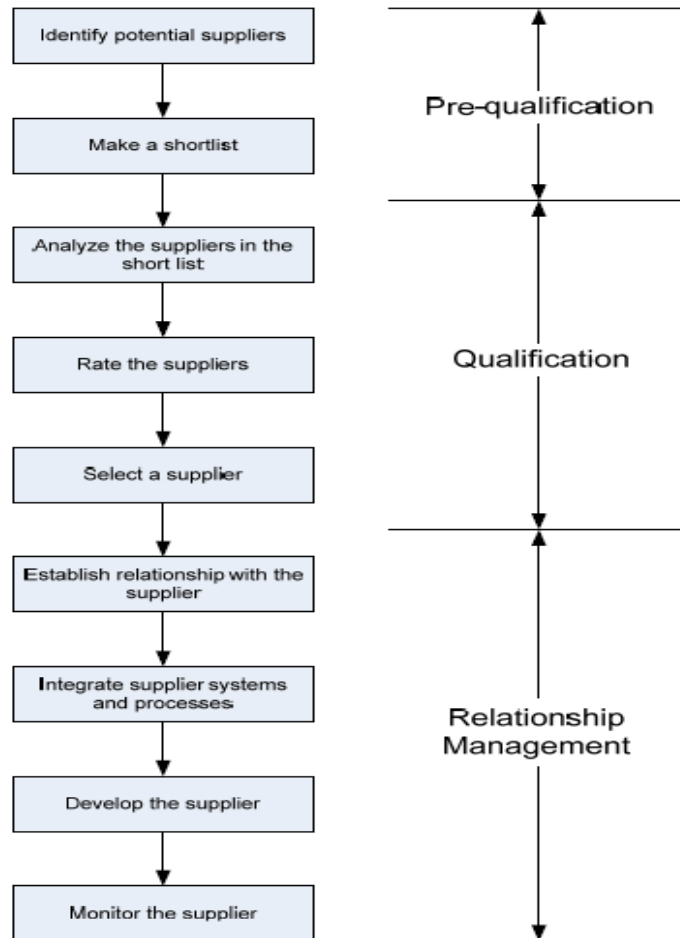 Identify potential suppliers
Make a shortlist
Analyze the suppliers in the
short list
Rate the suppliers
Select a supplier
Establish relationship with the
supplier
Integrate supplier systems
and processes
Develop the supplier
Monitor the supplier
Pre-qualification
Qualification
Relationship
Management